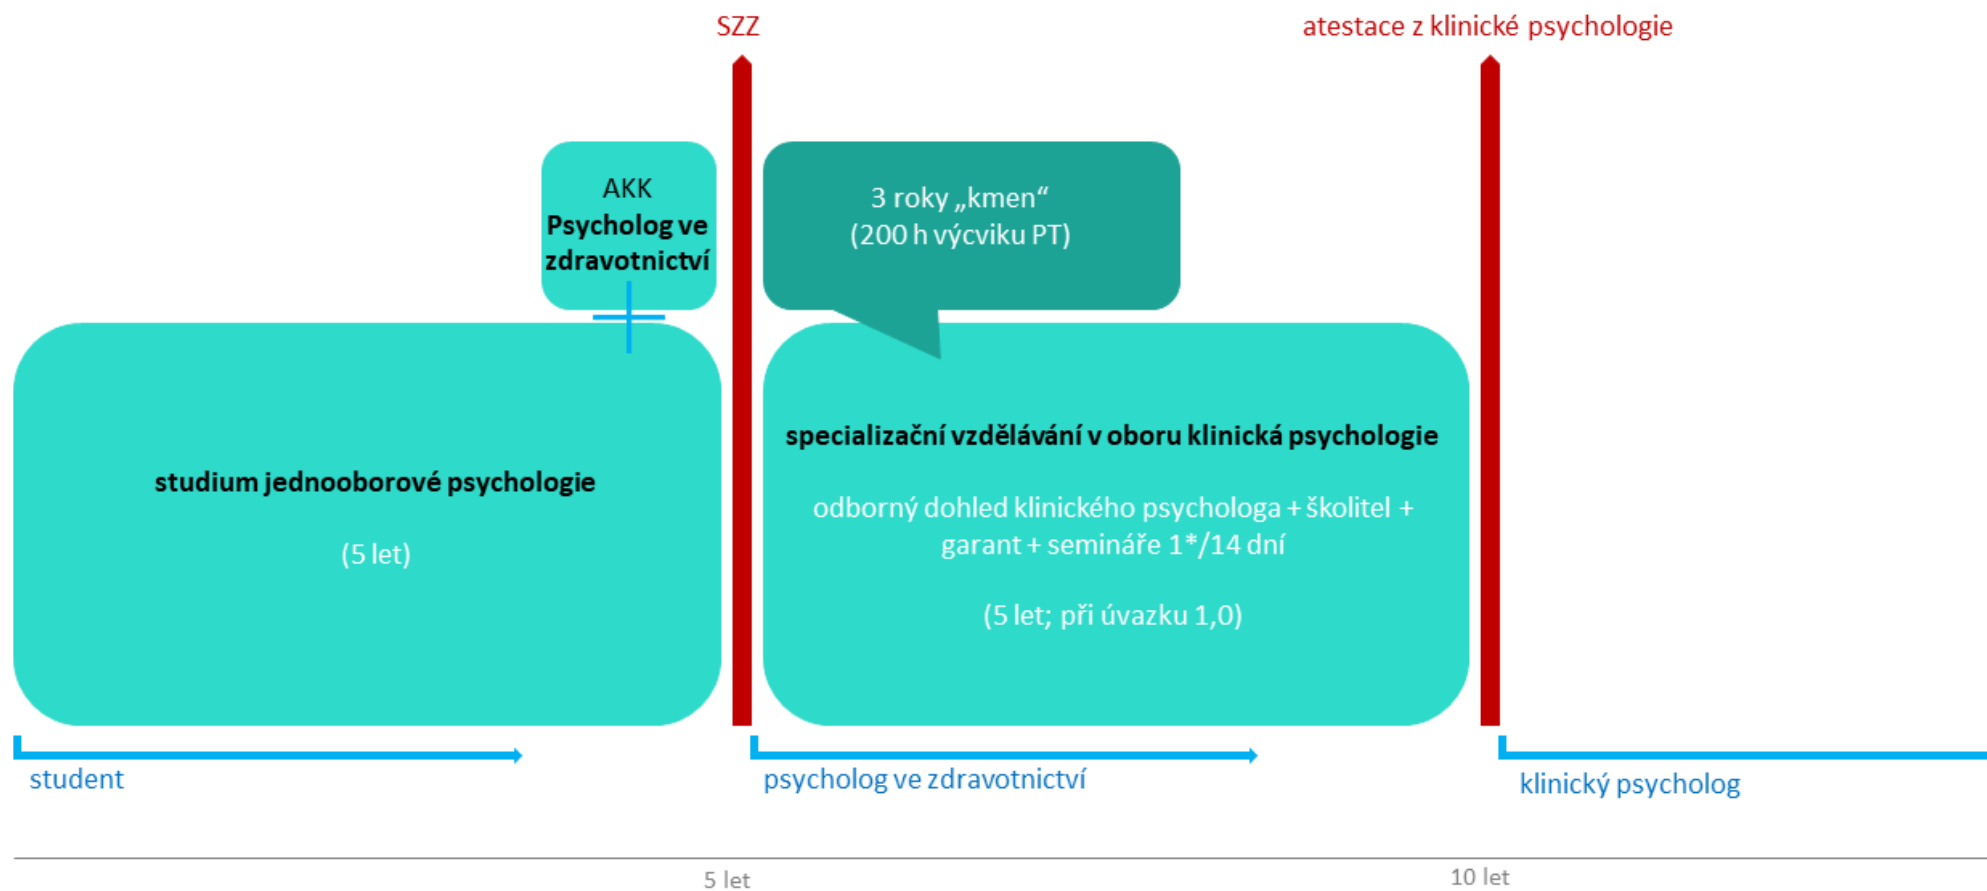 SZZ
atestace z klinické psychologie
AKK
Psycholog ve
zdravotnictví
3 roky „kmen“
(200 h výcviku PT)
studium jednooborové psychologie
(5 let)
specializační vzdělávání v oboru klinická psychologie
odborný dohled klinického psychologa + školitel +
garant + semináře 1*/14 dní
(5 let; při úvazku 1,0)
student
psycholog ve zdravotnictví
klinický psycholog
5 let
10 let